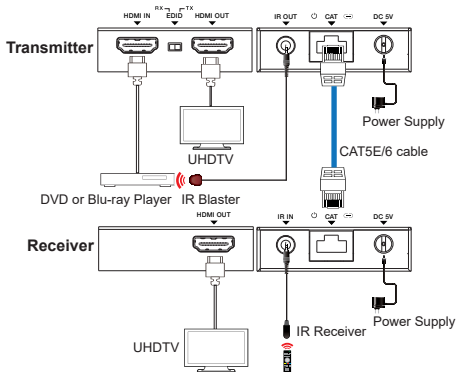 RX TX
HDMI IN EDID HDMI OUT IR OUT CAT DC 5V
Transmitter
Power Supply
UHDTV
CAT5E/6 cable
DVD or Blu-ray Player IR Blaster
HDMI OUT IR IN CAT DC 5V
Receiver
IR Receiver
Power Supply
UHDTV